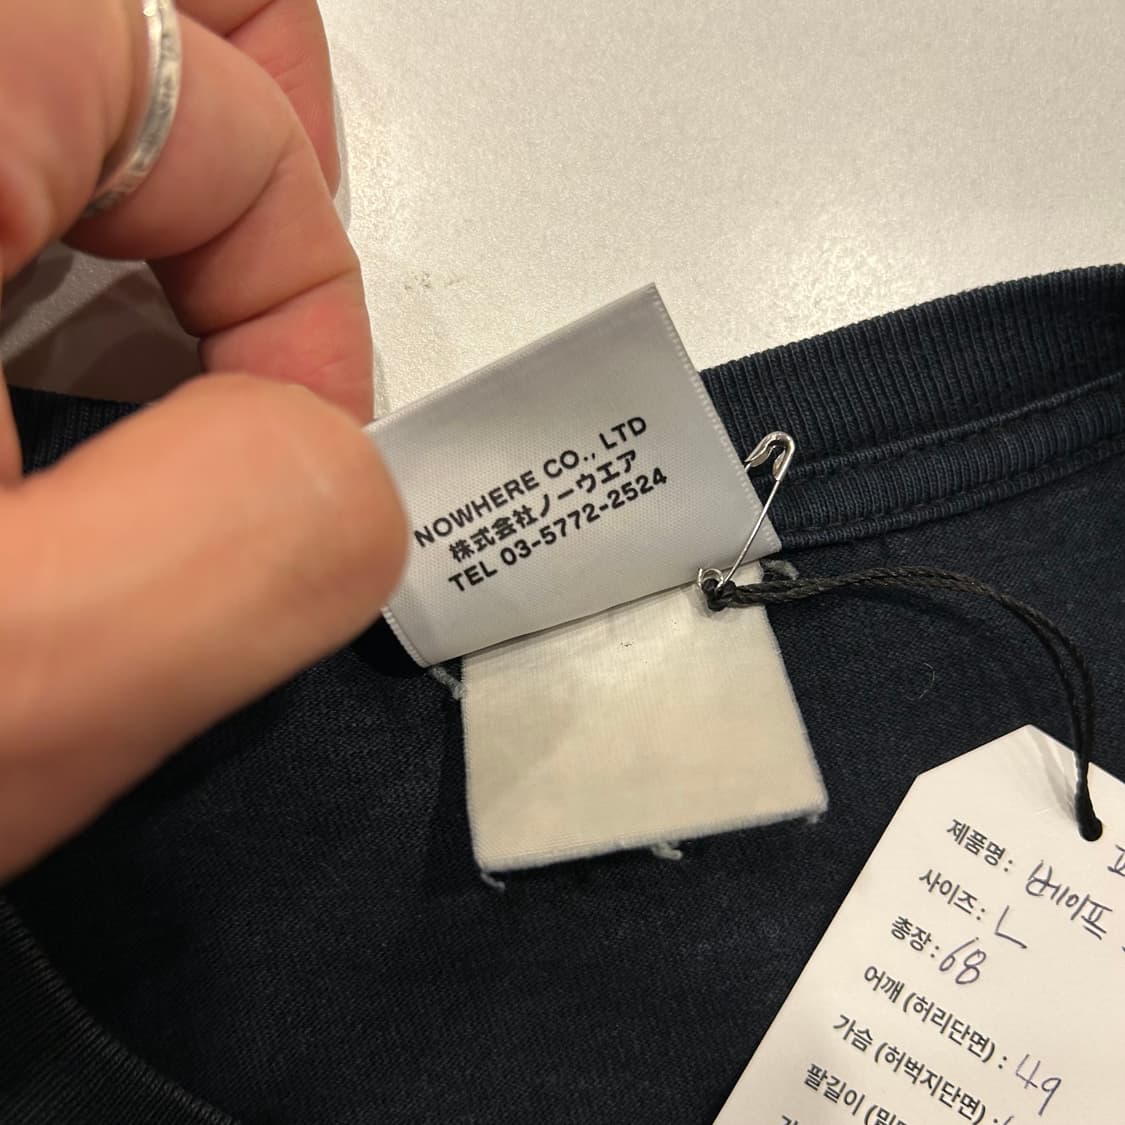 NOWHERE CO., LTD
株式会社ノーウエア
TEL 03-5772-2524
제품명 : 베이프
사이즈 : L
총장 : 68
어깨 (허리단면) : 49
가슴 (허벅지단면) :
팔길이